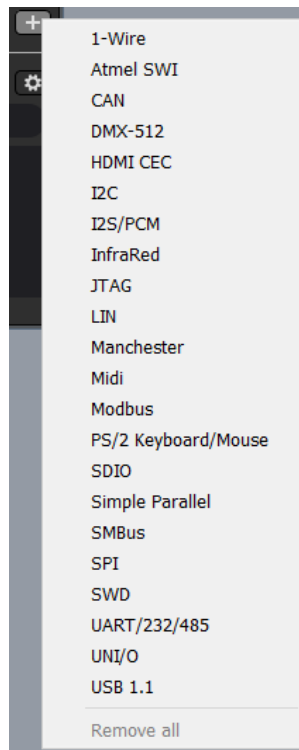 1-Wire
Atmel SWI
CAN
DMX-512
HDMI CEC
I2C
I2S/PCM
InfraRed
JTAG
LIN
Manchester
Midi
Modbus
PS/2 Keyboard/Mouse
SDIO
Simple Parallel
SMBus
SPI
SWD
UART/232/485
UNI/O
USB 1.1
Remove all